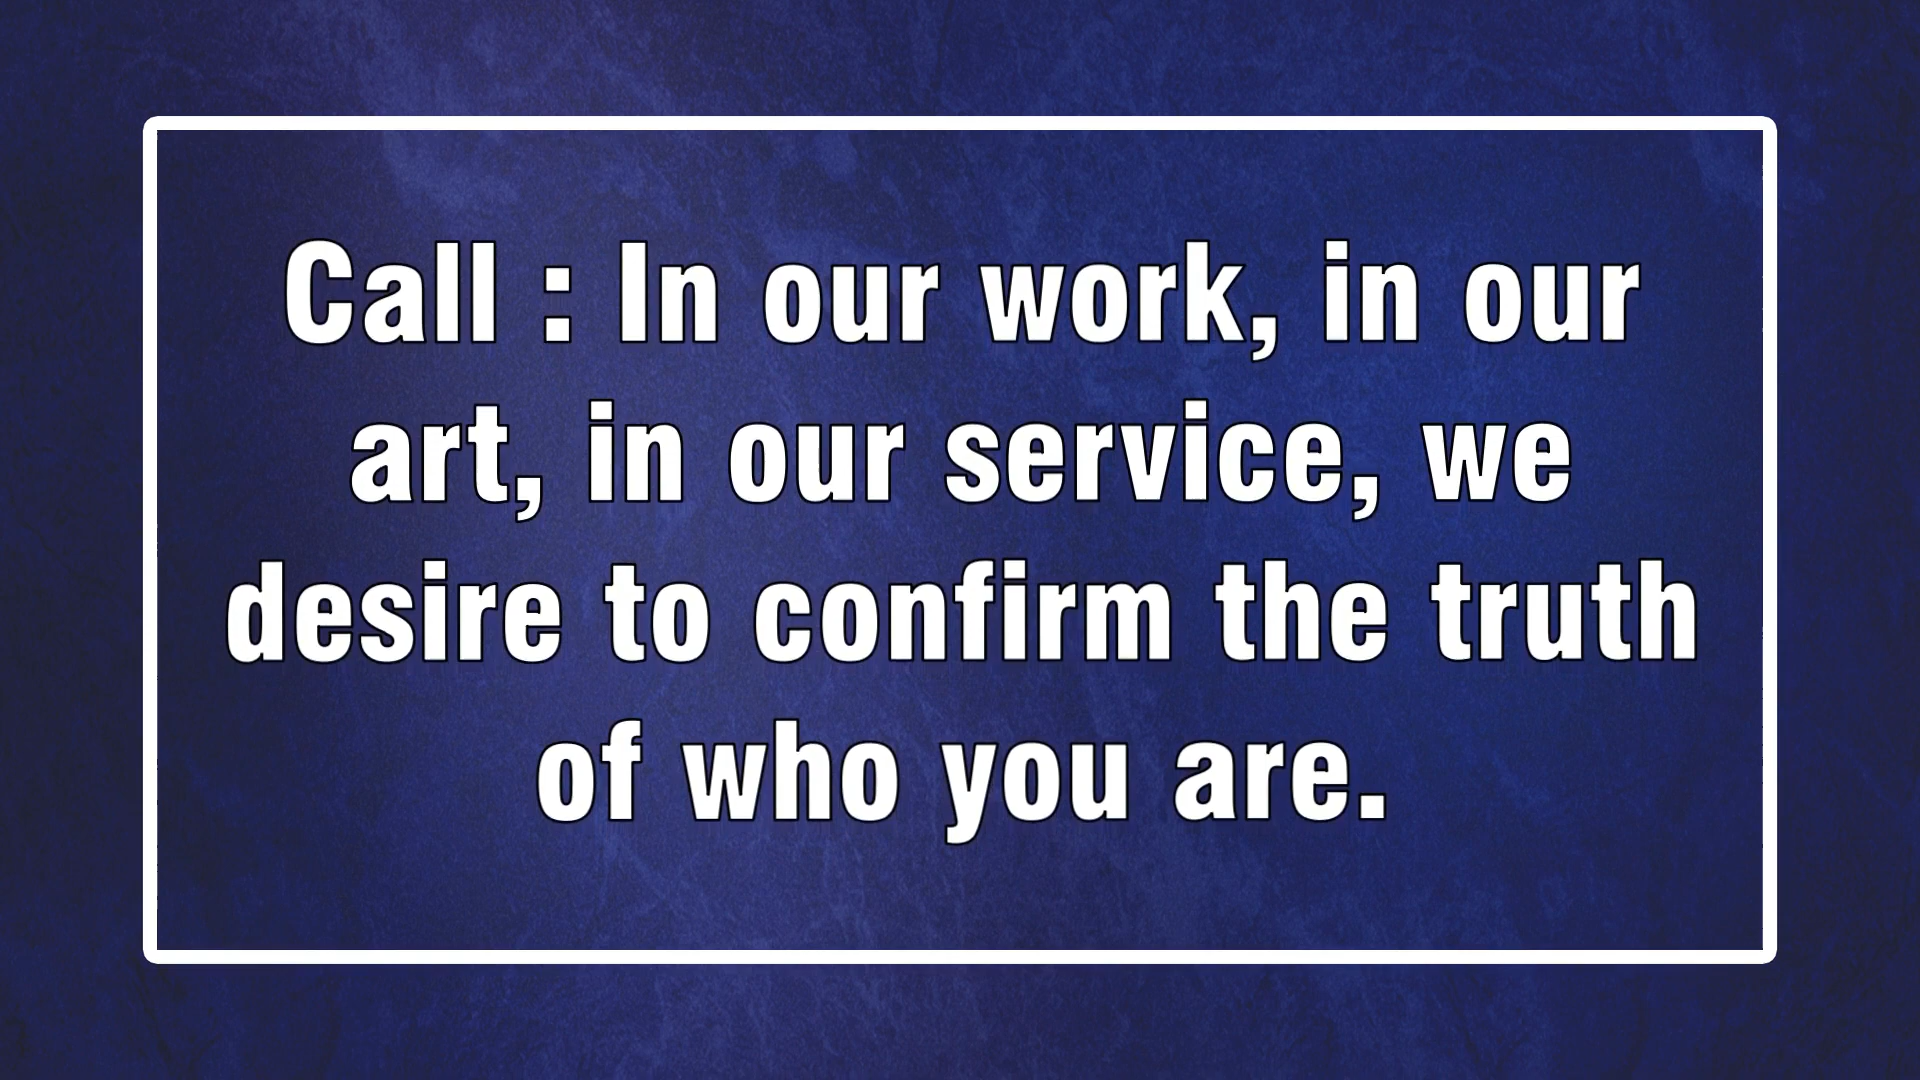 Call : In our work, in our
art, in our service, we
desire to confirm the truth
of who you are.